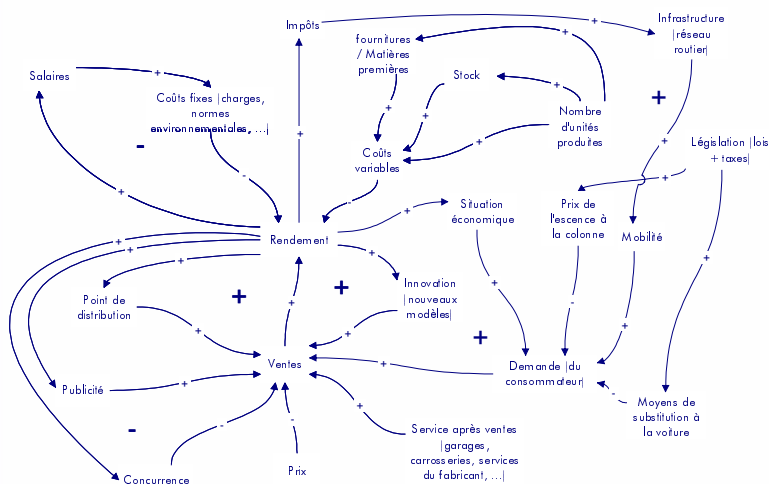 Impôts
Infrastructure
|réseau
routier|
fournitures
/ Matières
premières
Salaires
Stock
Coûts fixes |charges,
normes
environnementales, ...|
Nombre
d'unités
produites
Législation |lois
+ taxes|
Coûts
variables
Situation
économique
Prix de
l'escence à
la colonne
Mobilité
Rendement
Innovation
|nouveaux
modèles|
Point de
distribution
Ventes
Demande |du
consommateur|
Publicité
Moyens de
substitution à
la voiture
Service après ventes
|garages,
carrosseries, services
du fabricant, ...|
Prix
Concurrence